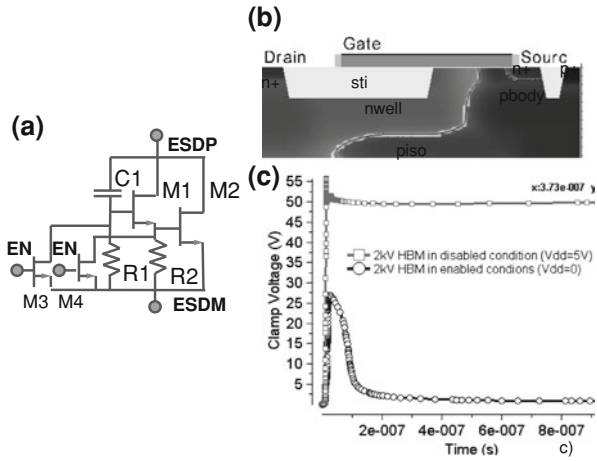 (a)
ESDP
C1
M1
M2
EN
EN
R1
R2
M3
M4
ESDM
(b)
Gate
Drain
Sourc
n+
sti
n+
p+
nwell
pbody
piso
(c)
x:3.73e-007 y
55
50
45
40
35
30
25
20
15
10
5
Clamp Voltage (V)
2kV HBM in disabled condition (Vdd=5V)
2kV HBM in enabled condions (Vdd=0)
2e-007
4e-007
6e-007
8e-007
Time (s)
c)